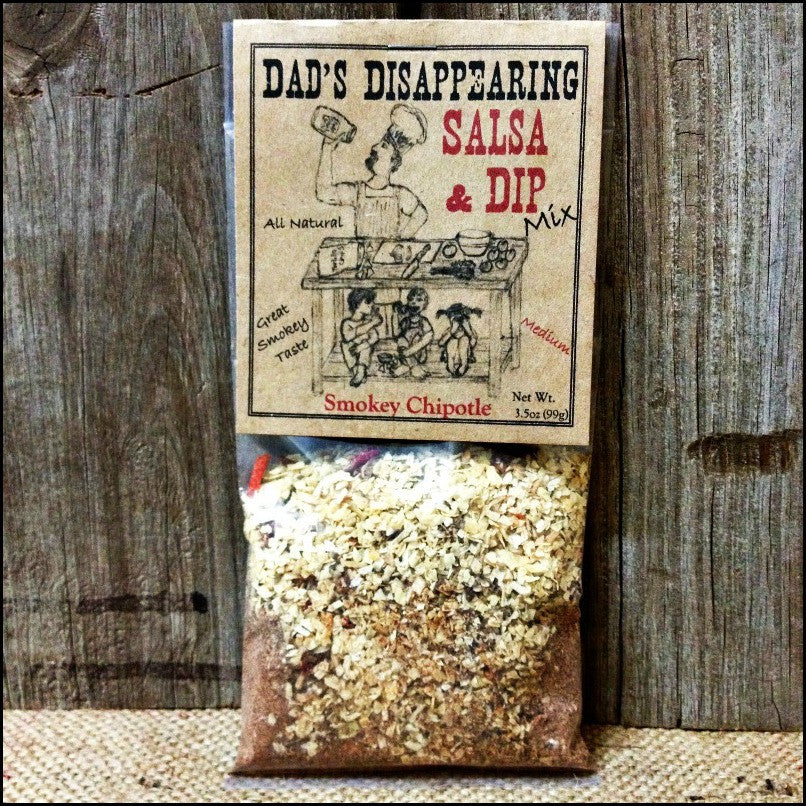 DAD'S DISAPPEARING
SALSA
& DIP
Mix
All Natural
Great
Smokey
Taste
Medium
Smokey Chipotle
Net Wt.
3.5oz (99g)